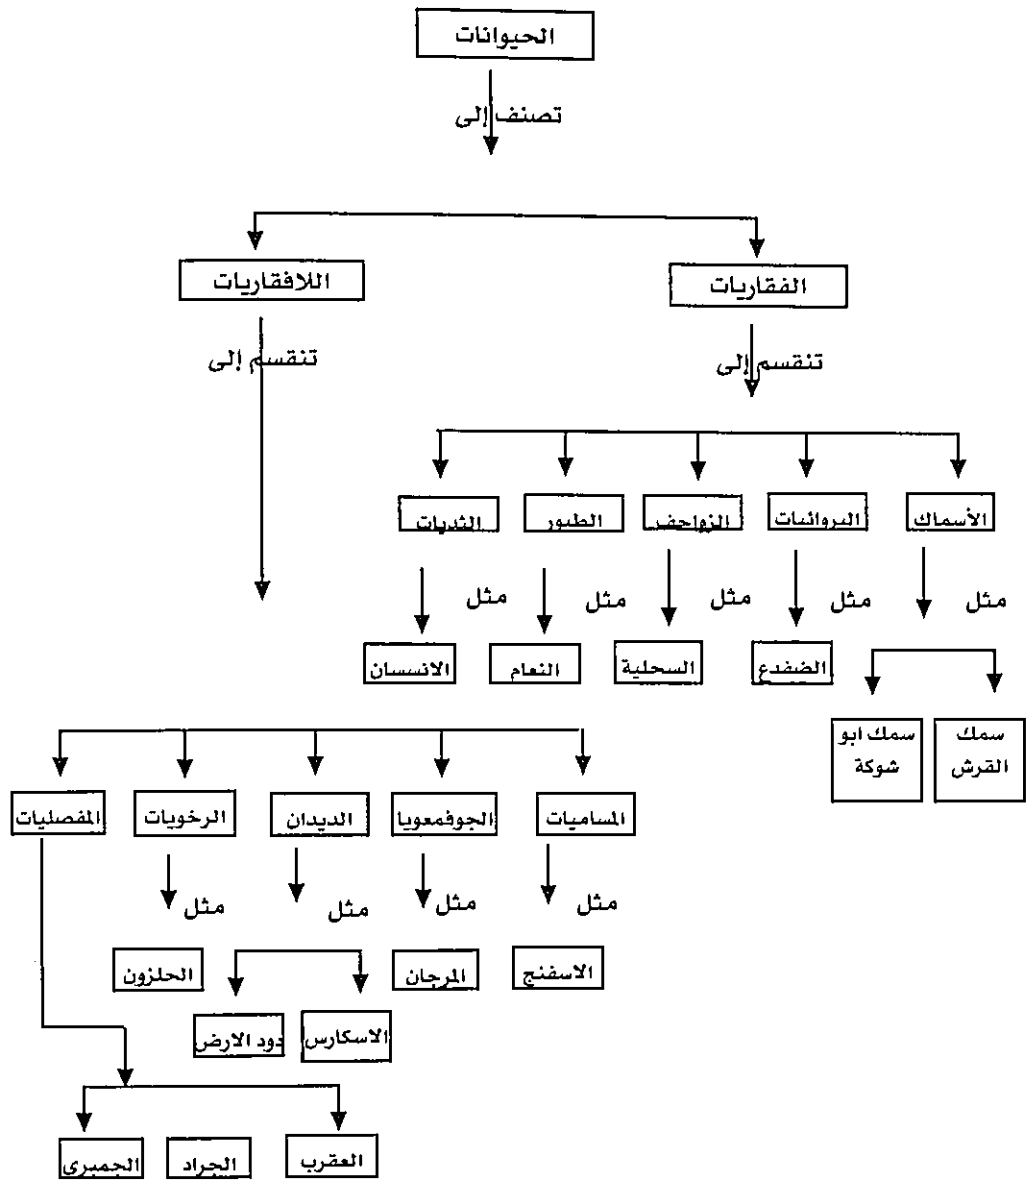 الحيوانات
تصنف إلى
الفقاريات
اللافقاريات
تنقسم إلى
تنقسم إلى
الأسماك
البروائيات
الزواحف
الطيور
الثديات
مثل
مثل
مثل
مثل
مثل
الضفدع
السحلية
النعام
الانسسان
سمك
القرش
سمك ابو
شوكة
المساميات
الجوفمعويا
الديدان
الرخويات
المفصليات
مثل
مثل
مثل
مثل
الاسفنج
المرجان
الحلزون
الاسكارس
دود الارض
العقرب
الجراد
الجمبرى